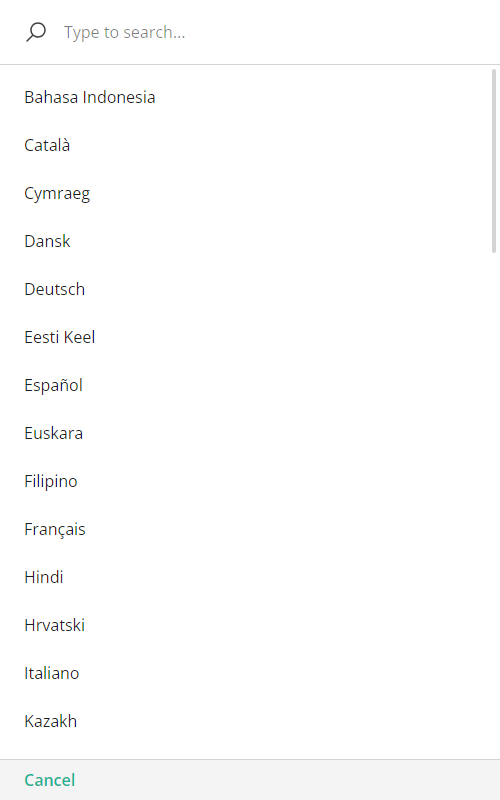 Type to search...
Bahasa Indonesia
Català
Cymraeg
Dansk
Deutsch
Eesti Keel
Español
Euskara
Filipino
Français
Hindi
Hrvatski
Italiano
Kazakh
Cancel